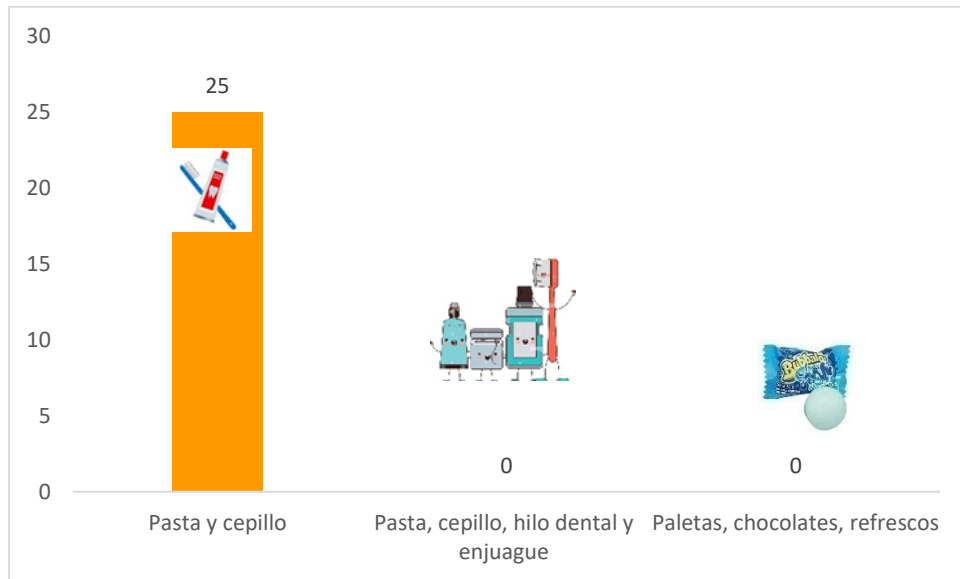 30
25
25
20
15
10
5
0
0
0
Pasta y cepillo
Pasta, cepillo, hilo dental y
enjuague
Paletas, chocolates, refrescos